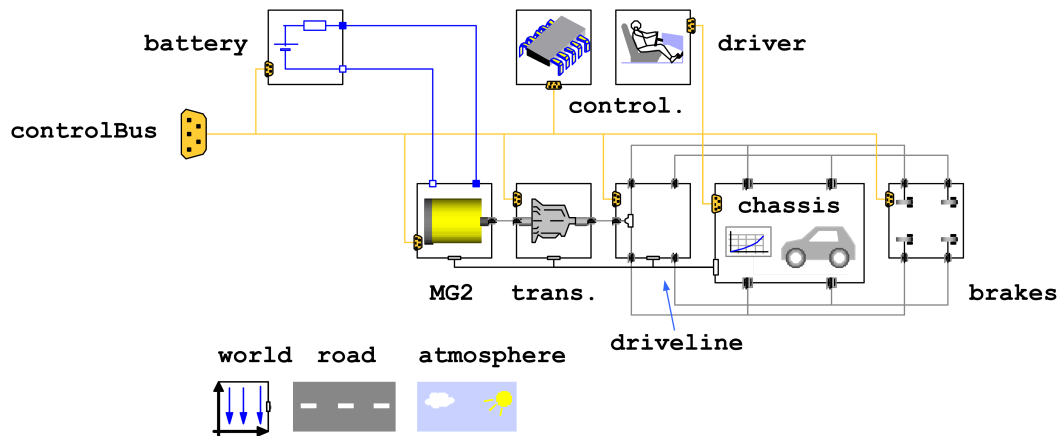 battery
driver
control.
controlBus
chassis
MG2
trans.
brakes
driveline
world
road
atmosphere